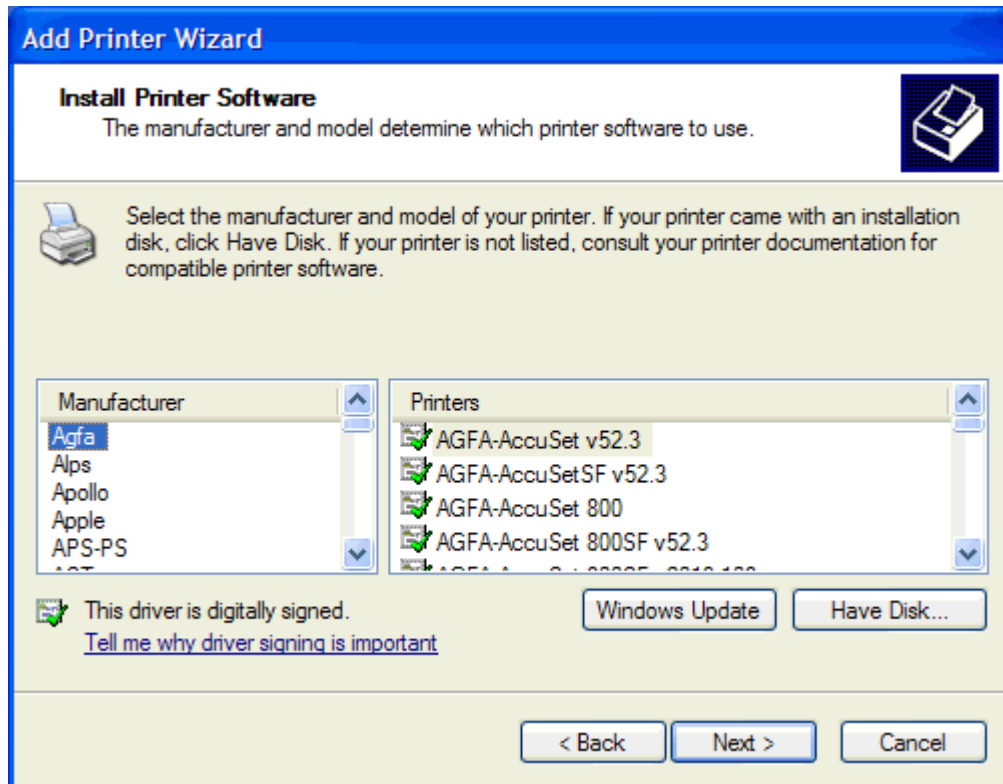 Add Printer Wizard
Install Printer Software
The manufacturer and model determine which printer software to use.
Select the manufacturer and model of your printer. If your printer came with an installation
disk, click Have Disk. If your printer is not listed, consult your printer documentation for
compatible printer software.
Manufacturer
Agfa
Alps
Apollo
Apple
APS-PS
Printers
AGFA-AccuSet v52.3
AGFA-AccuSetSF v52.3
AGFA-AccuSet 800
AGFA-AccuSet 800SF v52.3
This driver is digitally signed.
Tell me why driver signing is important
Windows Update
Have Disk...
< Back
Next >
Cancel